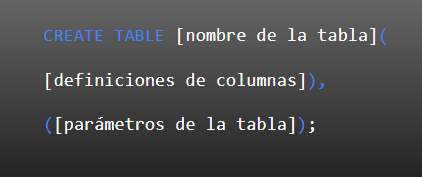 CREATE TABLE [nombre de la tabla](
[definiciones de columnas]),
([parámetros de la tabla]);